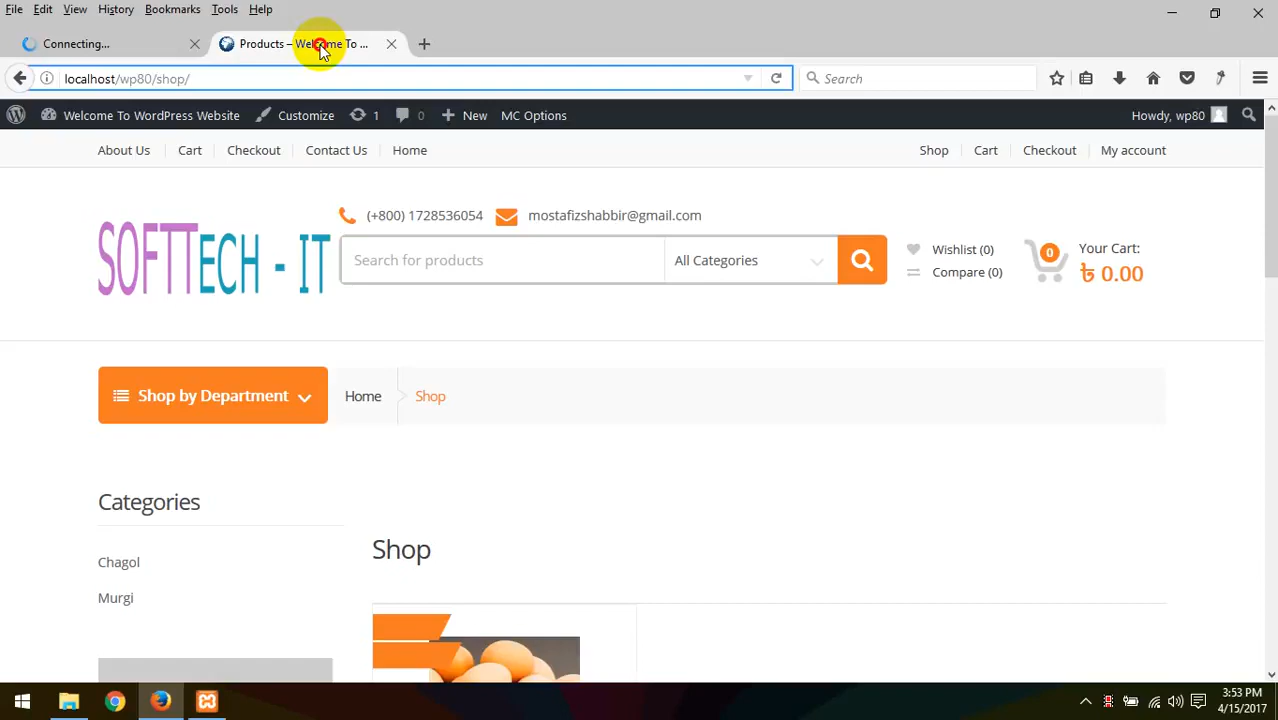 File Edit View History Bookmarks Tools Help
Connecting... Products – Welcome To ...
localhost/wp80/shop/ Search
Welcome To WordPress Website Customize 1 0 New MC Options Howdy, wp80
About Us Cart Checkout Contact Us Home Shop Cart Checkout My account
(+800) 1728536054 mostafizshabbir@gmail.com
SOFTTECH - IT
Search for products All Categories
Wishlist (0)
Compare (0)
0
Your Cart:
৳ 0.00
Shop by Department Home Shop
Categories
Chagol
Murgi
Shop
3:53 PM
4/15/2017